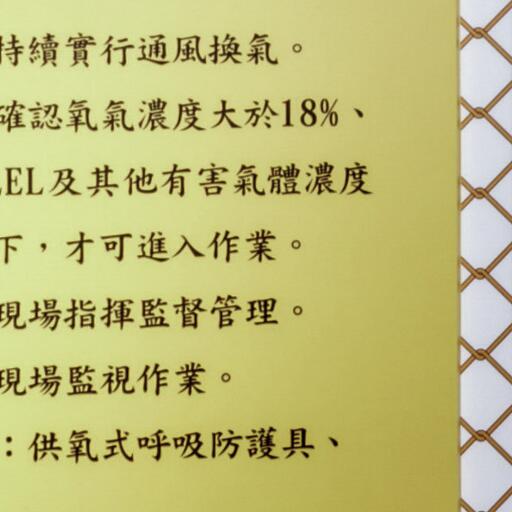 持續實行通風換氣。
確認氧氣濃度大於18%、
LEL及其他有害氣體濃度
下，才可進入作業。
現場指揮監督管理。
現場監視作業。
：供氧式呼吸防護具、